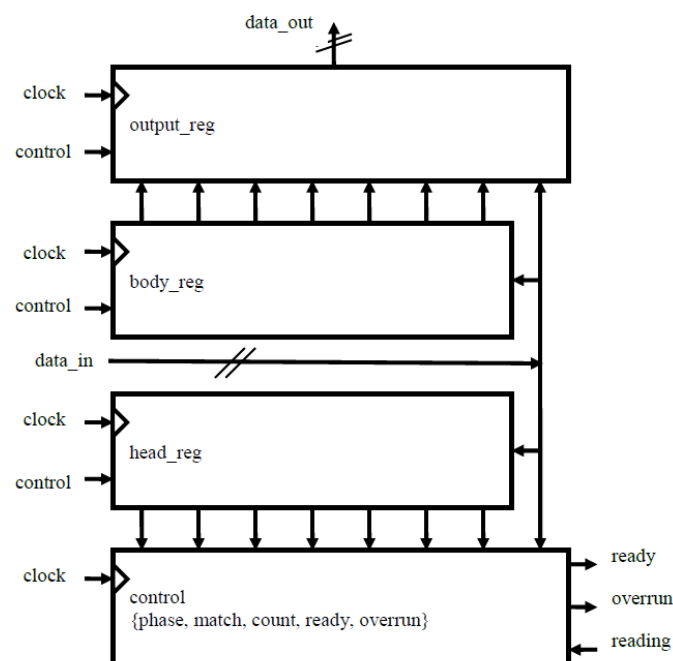 data_out
clock
output_reg
control
clock
body_reg
control
data_in
clock
head_reg
control
ready
clock
control
overrun
{phase, match, count, ready, overrun}
reading